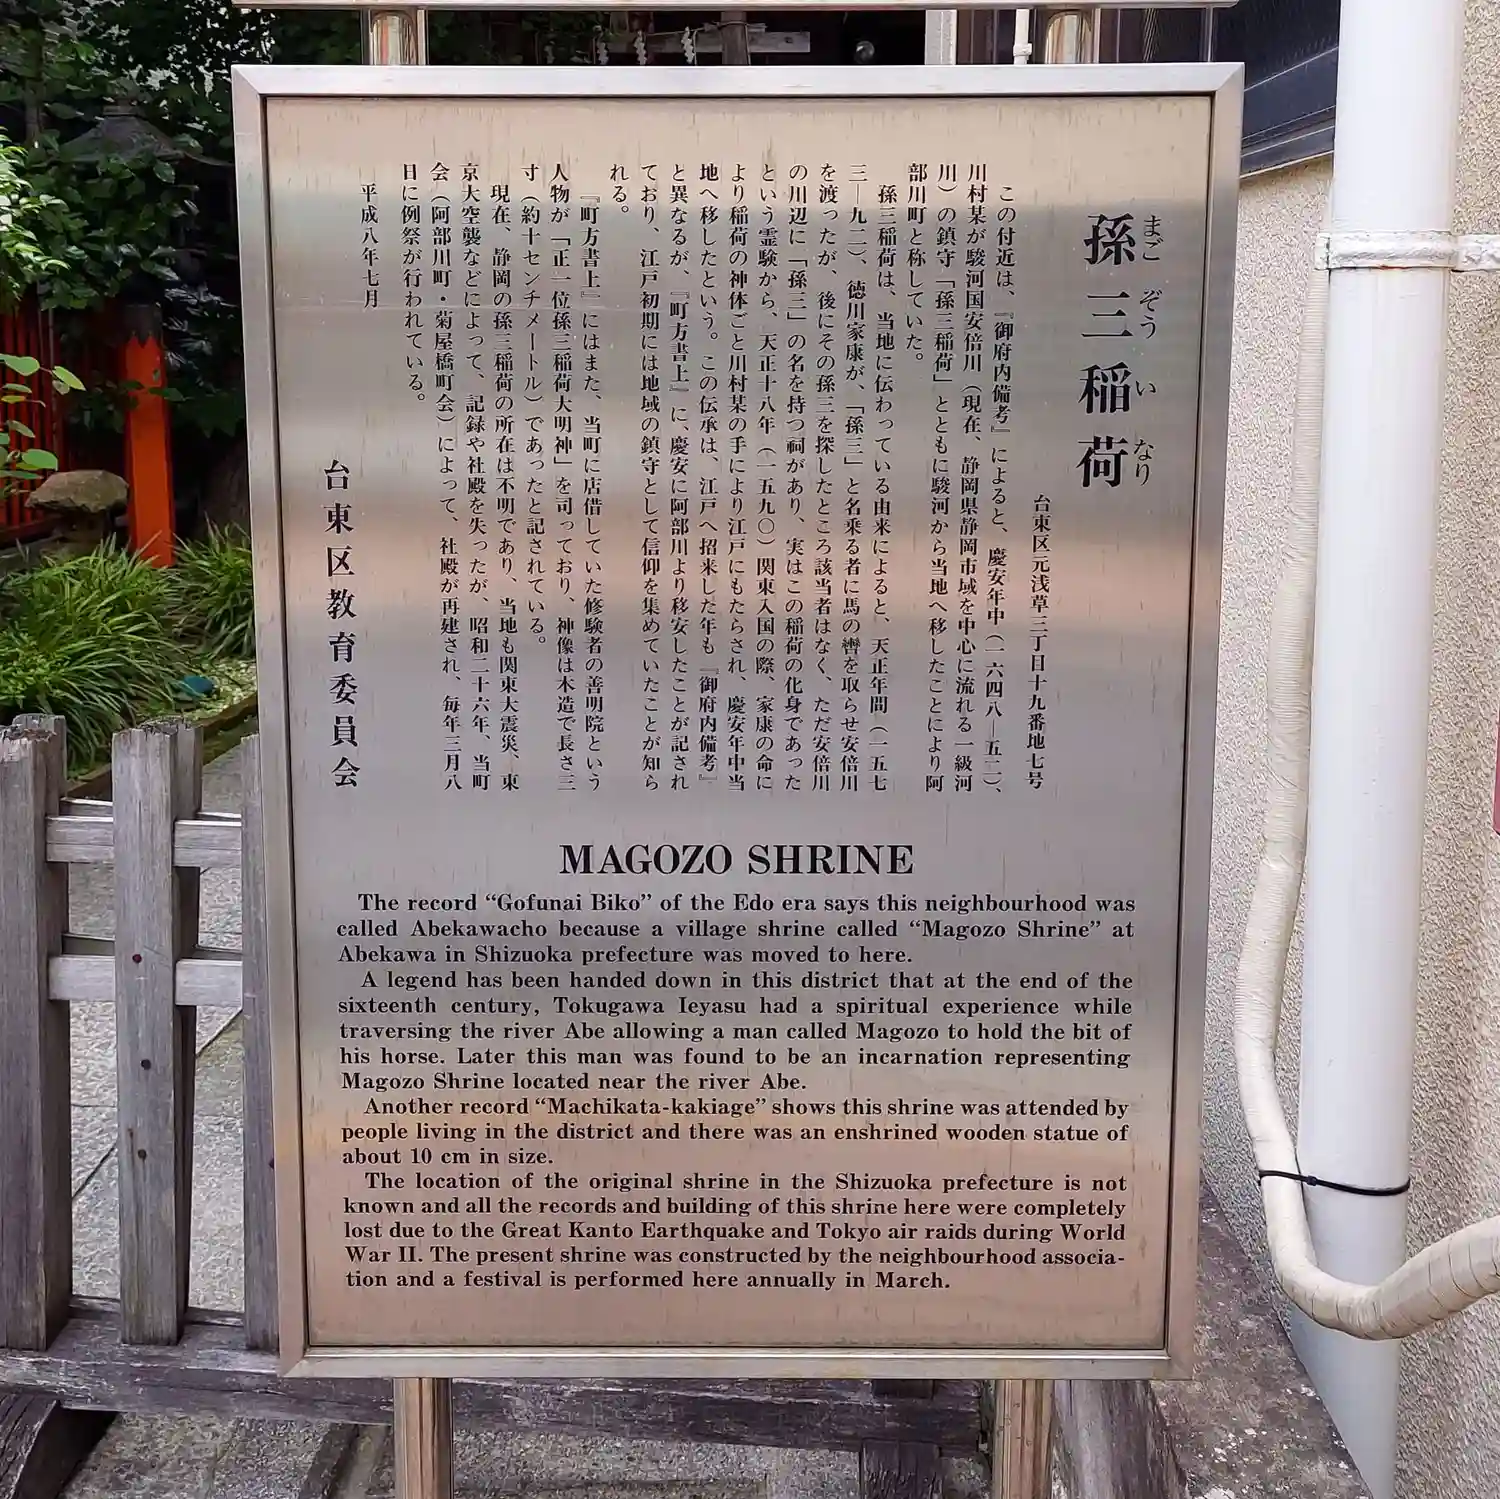 孫三稲荷
まご ぞう い なり
台東区元浅草三丁目十九番地七号
この付近は、『御府内備考』によると、慶安年中（一六四八―五二）、
川村某が駿河国安倍川（現在、静岡県静岡市域を中心に流れる一級河
川）の鎮守「孫三稲荷」とともに駿河から当地へ移したことにより阿
部川町と称していた。
孫三稲荷は、当地に伝わっている由来によると、天正年間（一五七
三―九二）、徳川家康が、「孫三」と名乗る者に馬の轡を取らせ安倍川
を渡ったが、後にその孫三を探したところ該当者はなく、ただ安倍川
の川辺に「孫三」の名を持つ祠があり、実はこの稲荷の化身であった
という霊験から、天正十八年（一五九〇）関東入国の際、家康の命に
より稲荷の神体ごと川村某の手により江戸にもたらされ、慶安年中当
地へ移したという。この伝承は、江戸へ招来した年も『御府内備考』
と異なるが、『町方書上』に、慶安に阿部川より移安したことが記され
ており、江戸初期には地域の鎮守として信仰を集めていたことが知ら
れる。
『町方書上』にはまた、当町に店借していた修験者の善明院という
人物が「正一位孫三稲荷大明神」を司っており、神像は木造で長さ三
寸（約十センチメートル）であったと記されている。
現在、静岡の孫三稲荷の所在は不明であり、当地も関東大震災、東
京大空襲などによって、記録や社殿を失ったが、昭和二十六年、当町
会（阿部川町・菊屋橋町会）によって、社殿が再建され、毎年三月八
日に例祭が行われている。
平成八年七月
台東区教育委員会
MAGOZO SHRINE
The record “Gofunai Biko” of the Edo era says this neighbourhood was
called Abekawacho because a village shrine called “Magozo Shrine” at
Abekawa in Shizuoka prefecture was moved to here.
A legend has been handed down in this district that at the end of the
sixteenth century, Tokugawa Ieyasu had a spiritual experience while
traversing the river Abe allowing a man called Magozo to hold the bit of
his horse. Later this man was found to be an incarnation representing
Magozo Shrine located near the river Abe.
Another record “Machikata-kakiage” shows this shrine was attended by
people living in the district and there was an enshrined wooden statue of
about 10 cm in size.
The location of the original shrine in the Shizuoka prefecture is not
known and all the records and building of this shrine here were completely
lost due to the Great Kanto Earthquake and Tokyo air raids during World
War II. The present shrine was constructed by the neighbourhood associa-
tion and a festival is performed here annually in March.